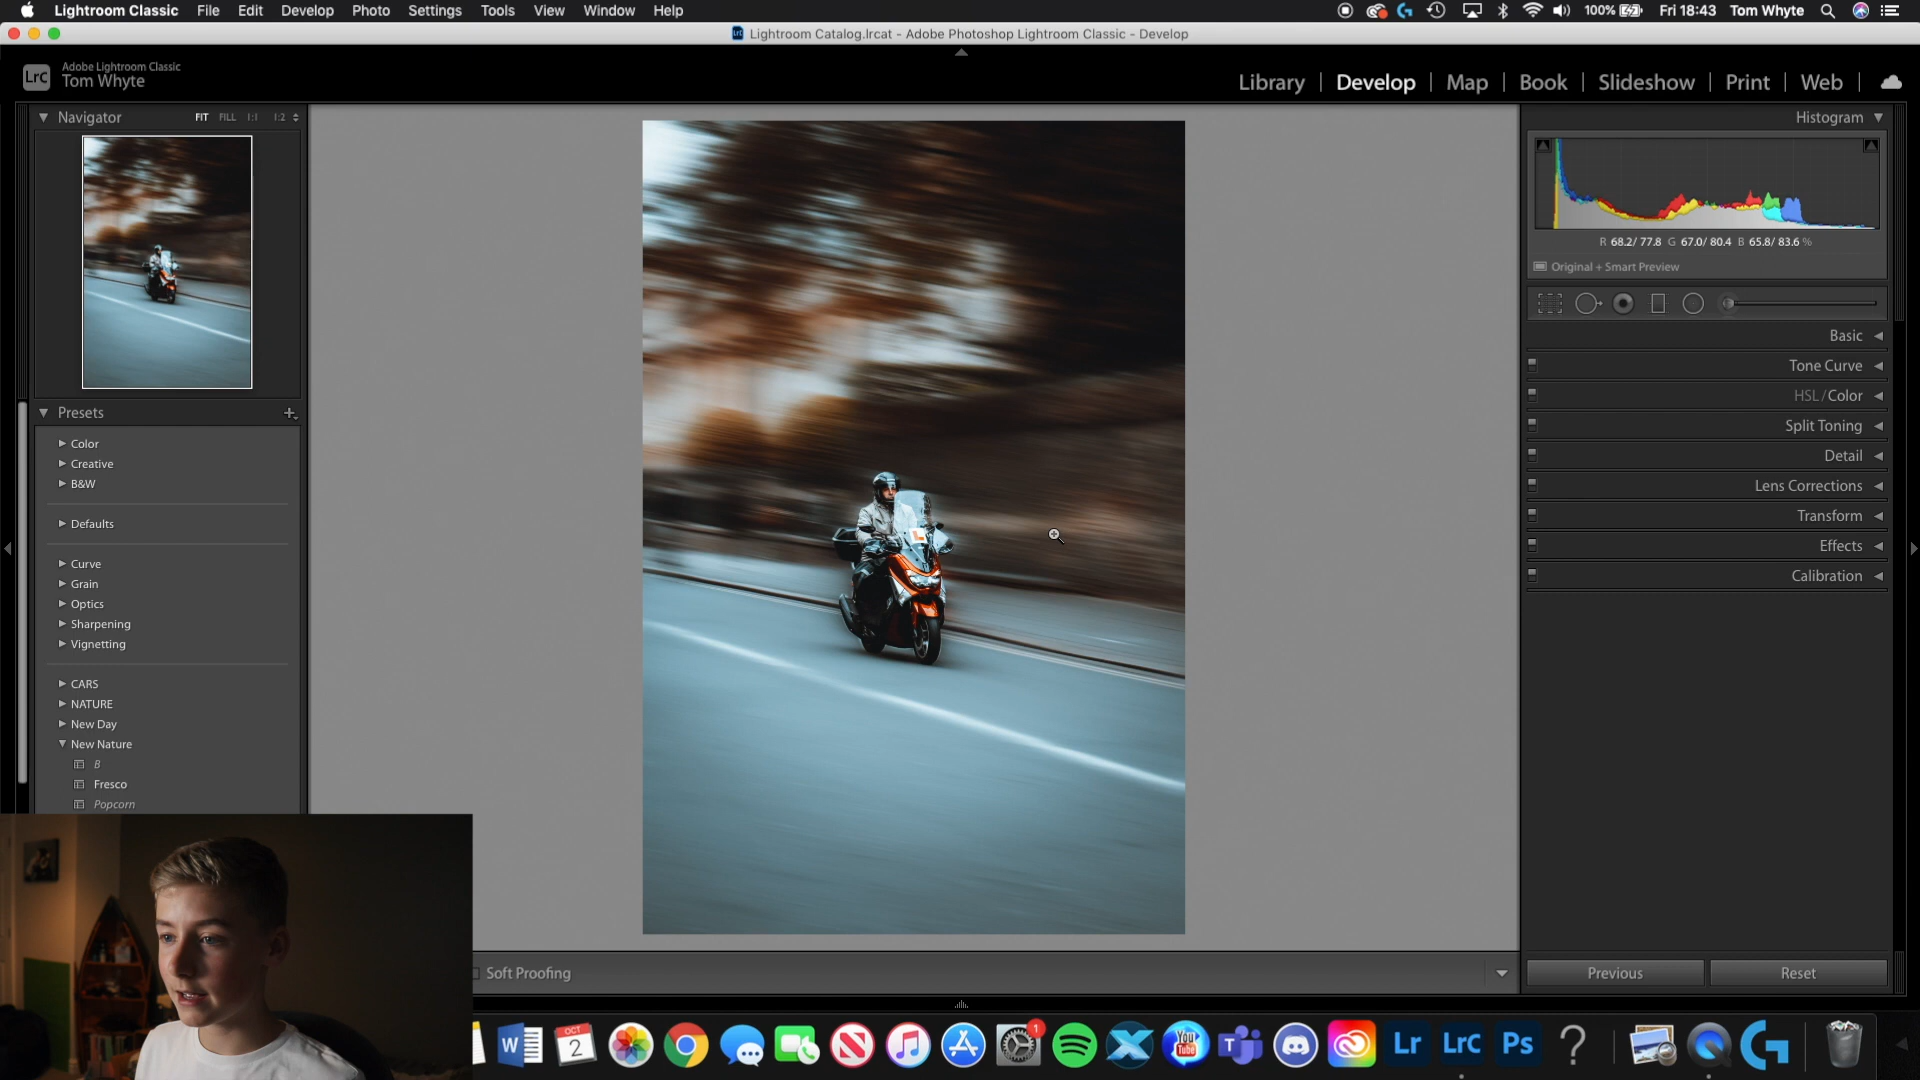 Lightroom Classic File Edit Develop Photo Settings Tools View Window Help 100% Fri 18:43 Tom Whyte
Lightroom Catalog.lrcat - Adobe Photoshop Lightroom Classic - Develop
LrC Adobe Lightroom Classic
Tom Whyte
Library | Develop | Map | Book | Slideshow | Print | Web |
Navigator FIT FILL 1:1 1:2
Histogram
R 68.2/ 77.8 G 67.0/ 80.4 B 65.8/ 83.6 %
Original + Smart Preview
Basic
Tone Curve
HSL / Color
Split Toning
Detail
Lens Corrections
Transform
Effects
Calibration
Presets
Color
Creative
B&W
Defaults
Curve
Grain
Optics
Sharpening
Vignetting
CARS
NATURE
New Day
New Nature
B
Fresco
Popcorn
L
Soft Proofing
Previous Reset
W
OCT
2
1
You
Tube
Lr LrC Ps ?